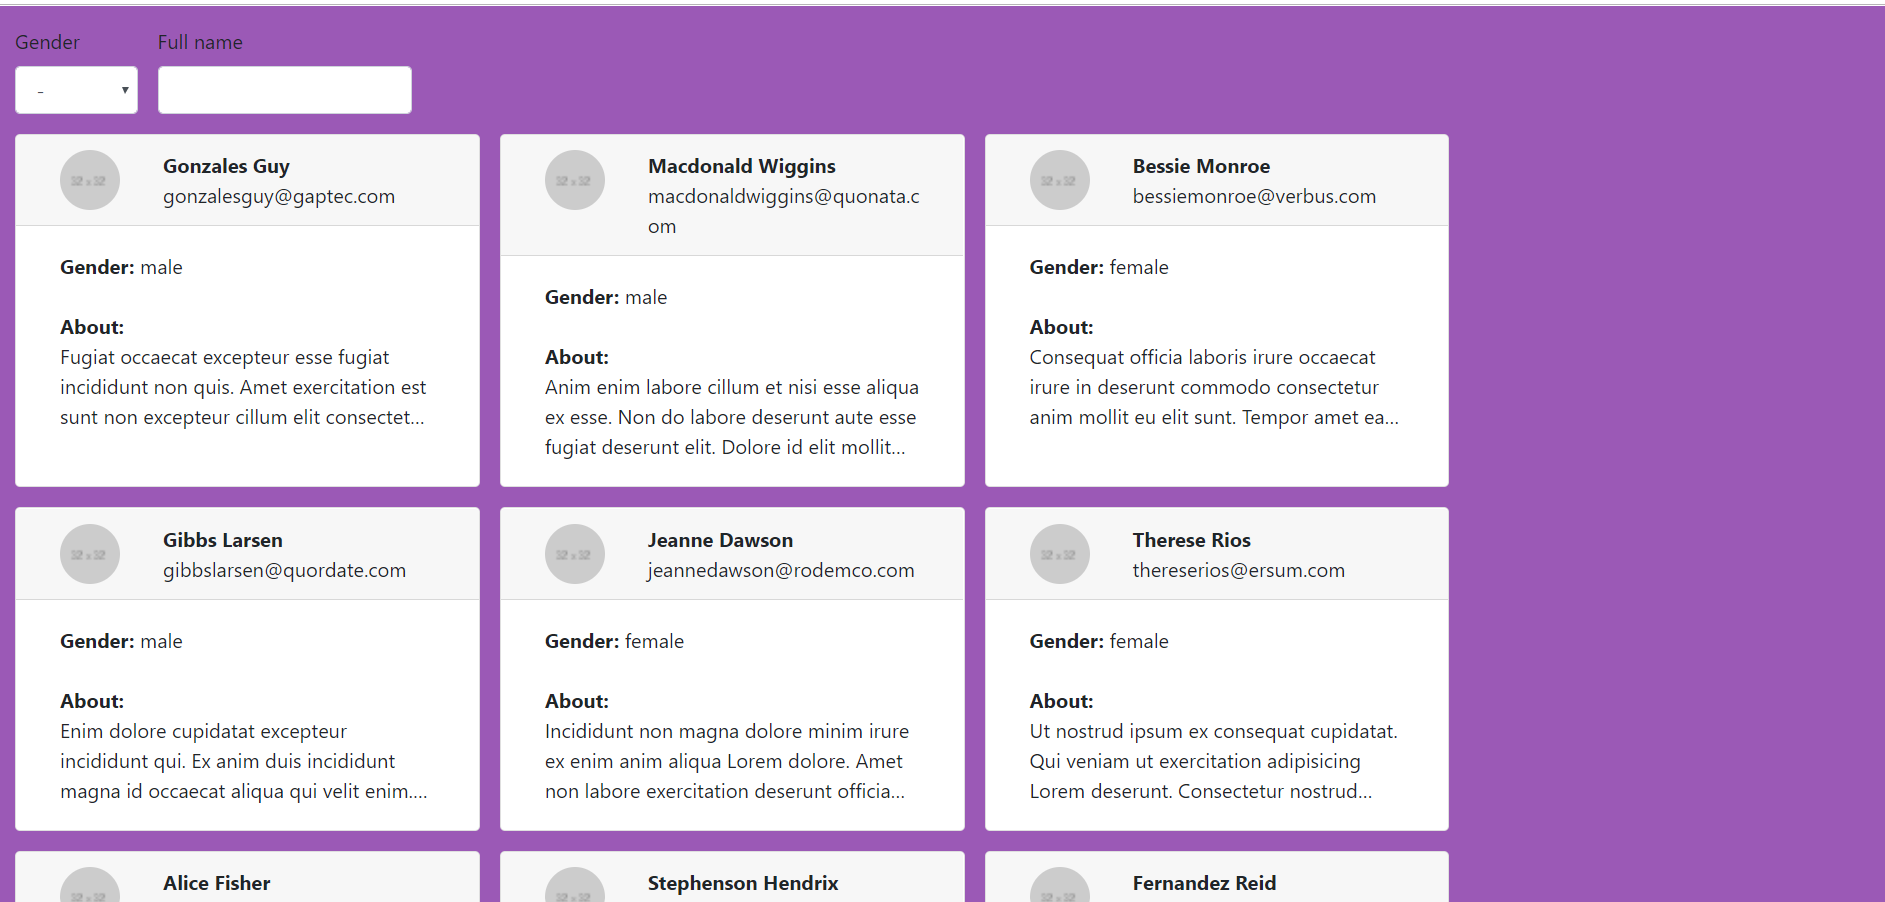 Gender
Full name
-
32 x 32
Gonzales Guy
gonzalesguy@gaptec.com
Gender: male
About:
Fugiat occaecat excepteur esse fugiat
incididunt non quis. Amet exercitation est
sunt non excepteur cillum elit consectet...
32 x 32
Macdonald Wiggins
macdonaldwiggins@quonata.c
om
Gender: male
About:
Anim enim labore cillum et nisi esse aliqua
ex esse. Non do labore deserunt aute esse
fugiat deserunt elit. Dolore id elit mollit...
32 x 32
Bessie Monroe
bessiemonroe@verbus.com
Gender: female
About:
Consequat officia laboris irure occaecat
irure in deserunt commodo consectetur
anim mollit eu elit sunt. Tempor amet ea...
32 x 32
Gibbs Larsen
gibbslarsen@quordate.com
Gender: male
About:
Enim dolore cupidatat excepteur
incididunt qui. Ex anim duis incididunt
magna id occaecat aliqua qui velit enim....
32 x 32
Jeanne Dawson
jeannedawson@rodemco.com
Gender: female
About:
Incididunt non magna dolore minim irure
ex enim anim aliqua Lorem dolore. Amet
non labore exercitation deserunt officia...
32 x 32
Therese Rios
thereserios@ersum.com
Gender: female
About:
Ut nostrud ipsum ex consequat cupidatat.
Qui veniam ut exercitation adipisicing
Lorem deserunt. Consectetur nostrud...
32 x 32
Alice Fisher
32 x 32
Stephenson Hendrix
32 x 32
Fernandez Reid